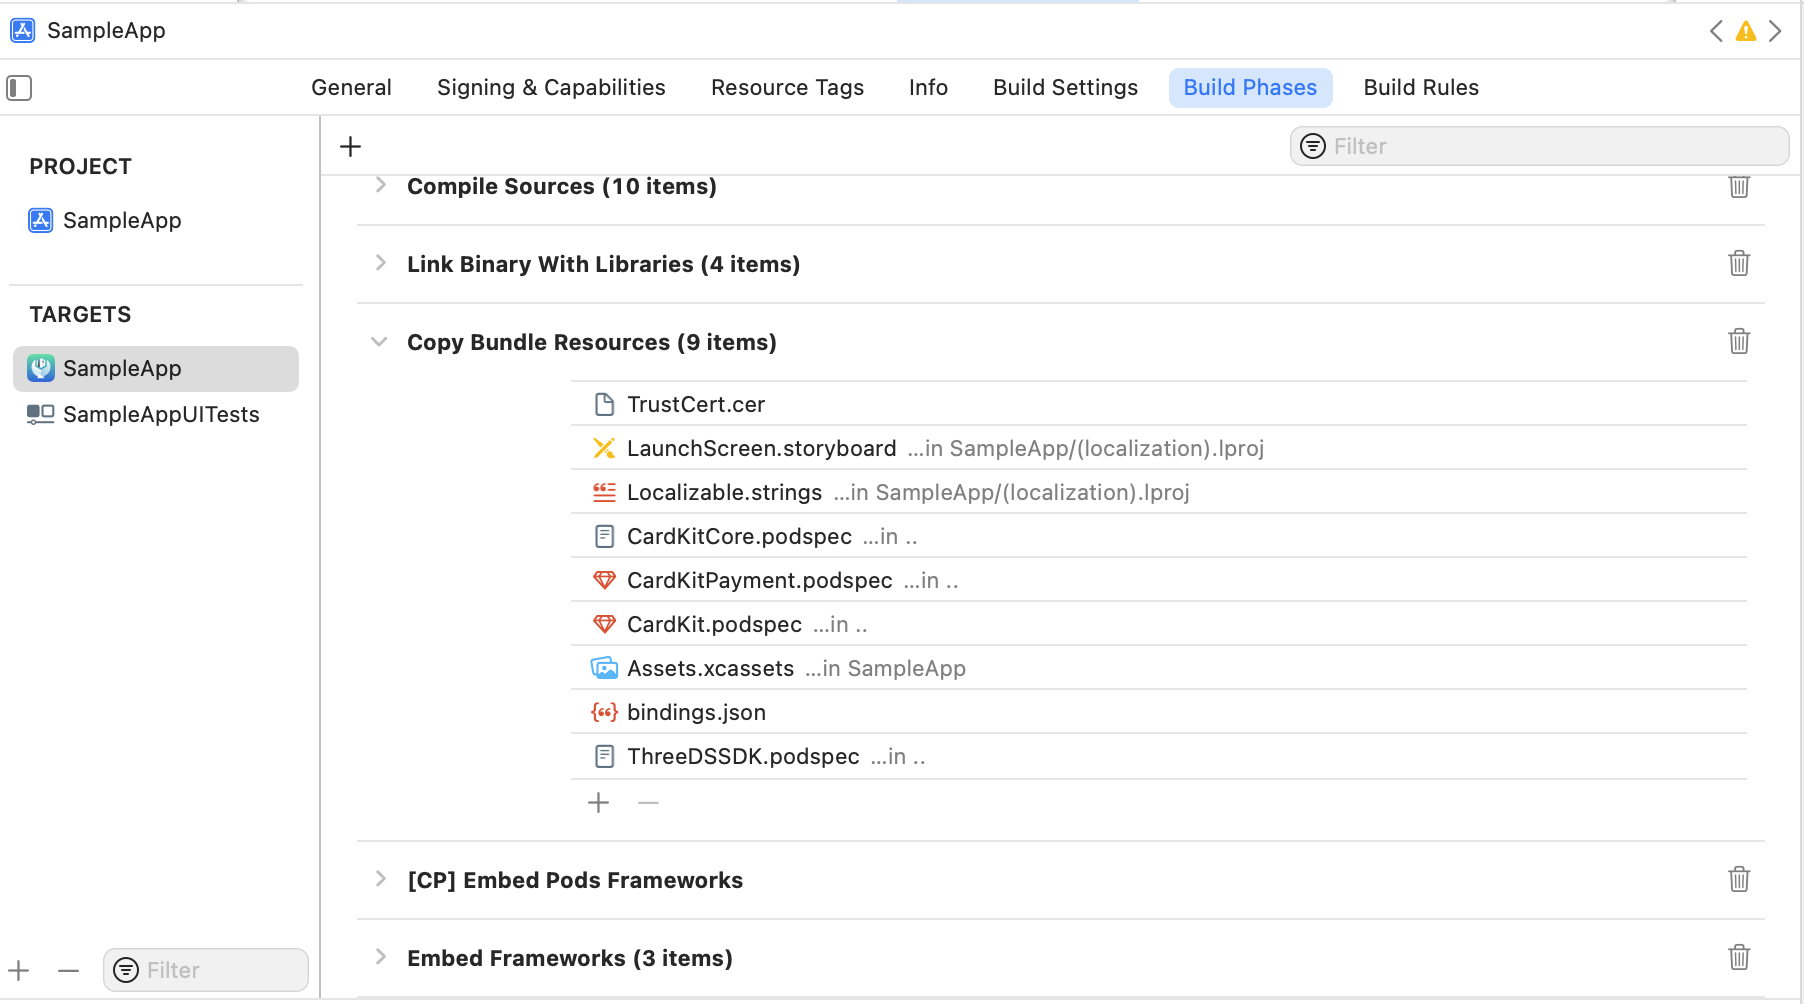 SampleApp
General Signing & Capabilities Resource Tags Info Build Settings Build Phases Build Rules
PROJECT
SampleApp
TARGETS
SampleApp
SampleAppUITests
Filter
Filter
Compile Sources (10 items)
Link Binary With Libraries (4 items)
Copy Bundle Resources (9 items)
TrustCert.cer
LaunchScreen.storyboard ...in SampleApp/(localization).lproj
Localizable.strings ...in SampleApp/(localization).lproj
CardKitCore.podspec ...in ..
CardKitPayment.podspec ...in ..
CardKit.podspec ...in ..
Assets.xcassets ...in SampleApp
bindings.json
ThreeDSSDK.podspec ...in ..
[CP] Embed Pods Frameworks
Embed Frameworks (3 items)